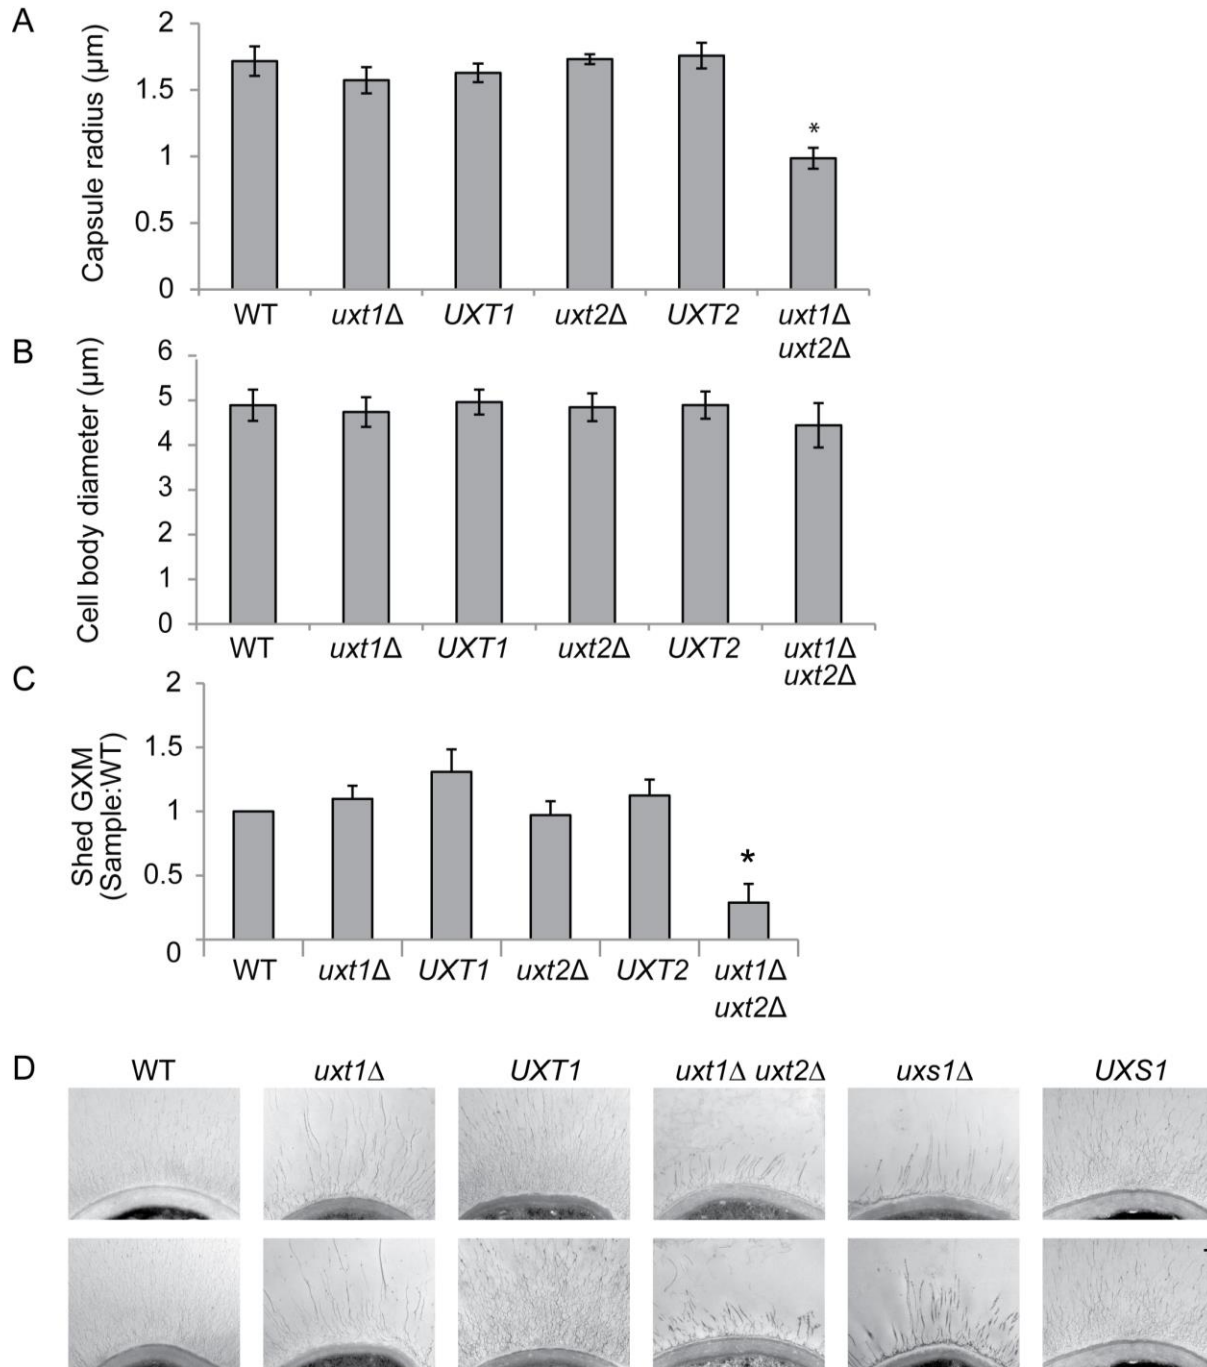 A
Capsule radius (μm)
2
1.5
1
0.5
0
*
WT uxt1Δ UXT1 uxt2Δ UXT2 uxt1Δ
uxt2Δ
B
Cell body diameter (μm)
6
5
4
3
2
1
0
WT uxt1Δ UXT1 uxt2Δ UXT2 uxt1Δ
uxt2Δ
C
Shed GXM
(Sample:WT)
2
1.5
1
0.5
0
*
WT uxt1Δ UXT1 uxt2Δ UXT2 uxt1Δ
uxt2Δ
D
WT uxt1Δ UXT1 uxt1Δ uxt2Δ uxs1Δ UXS1